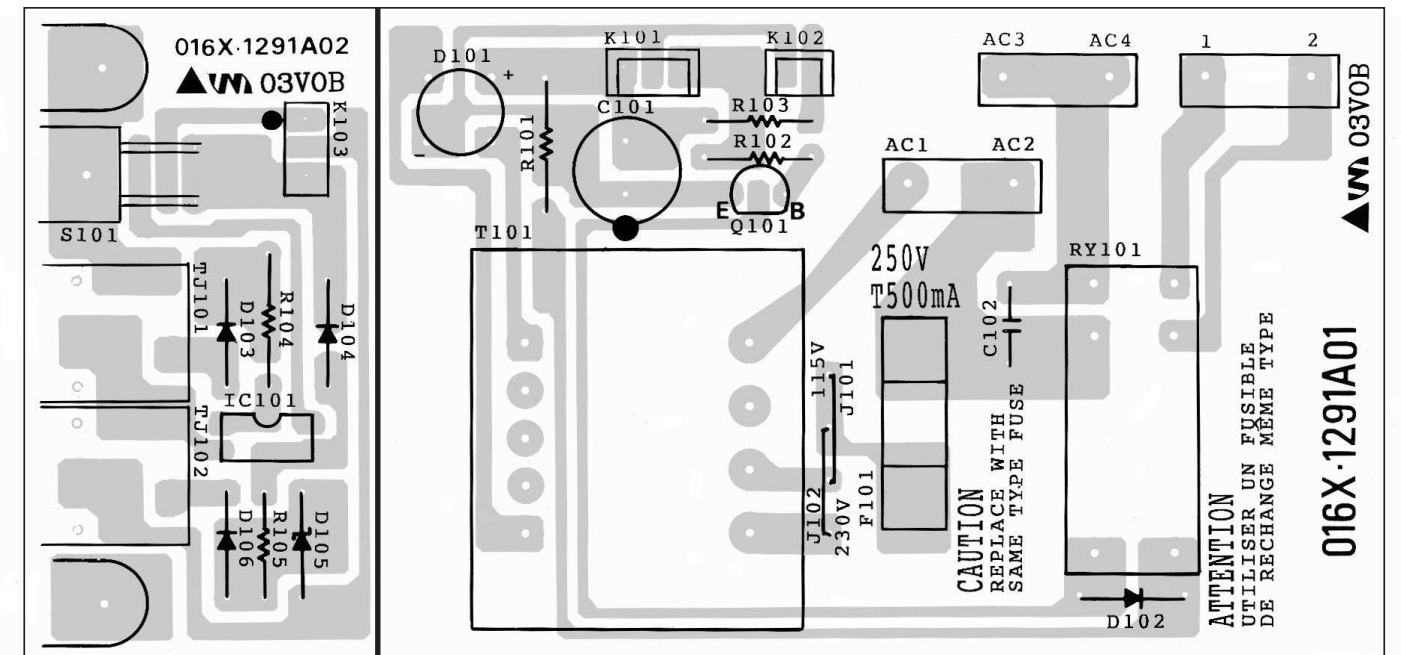 016X·1291A02
03V0B
K103
S101
TJ101
D103
R104
D104
IC101
TJ102
D106
R105
D105
D101
+
-
R101
K101
C101
K102
R103
R102
E
B
Q101
T101
AC3
AC4
1
2
03V0B
AC1
AC2
250V
T500mA
RY101
C102
115V
J101
J102
230V
F101
CAUTION
REPLACE WITH
SAME TYPE FUSE
D102
ATTENTION
UTILISER UN FUSIBLE
DE RECHANGE MÊME TYPE
016X·1291A01